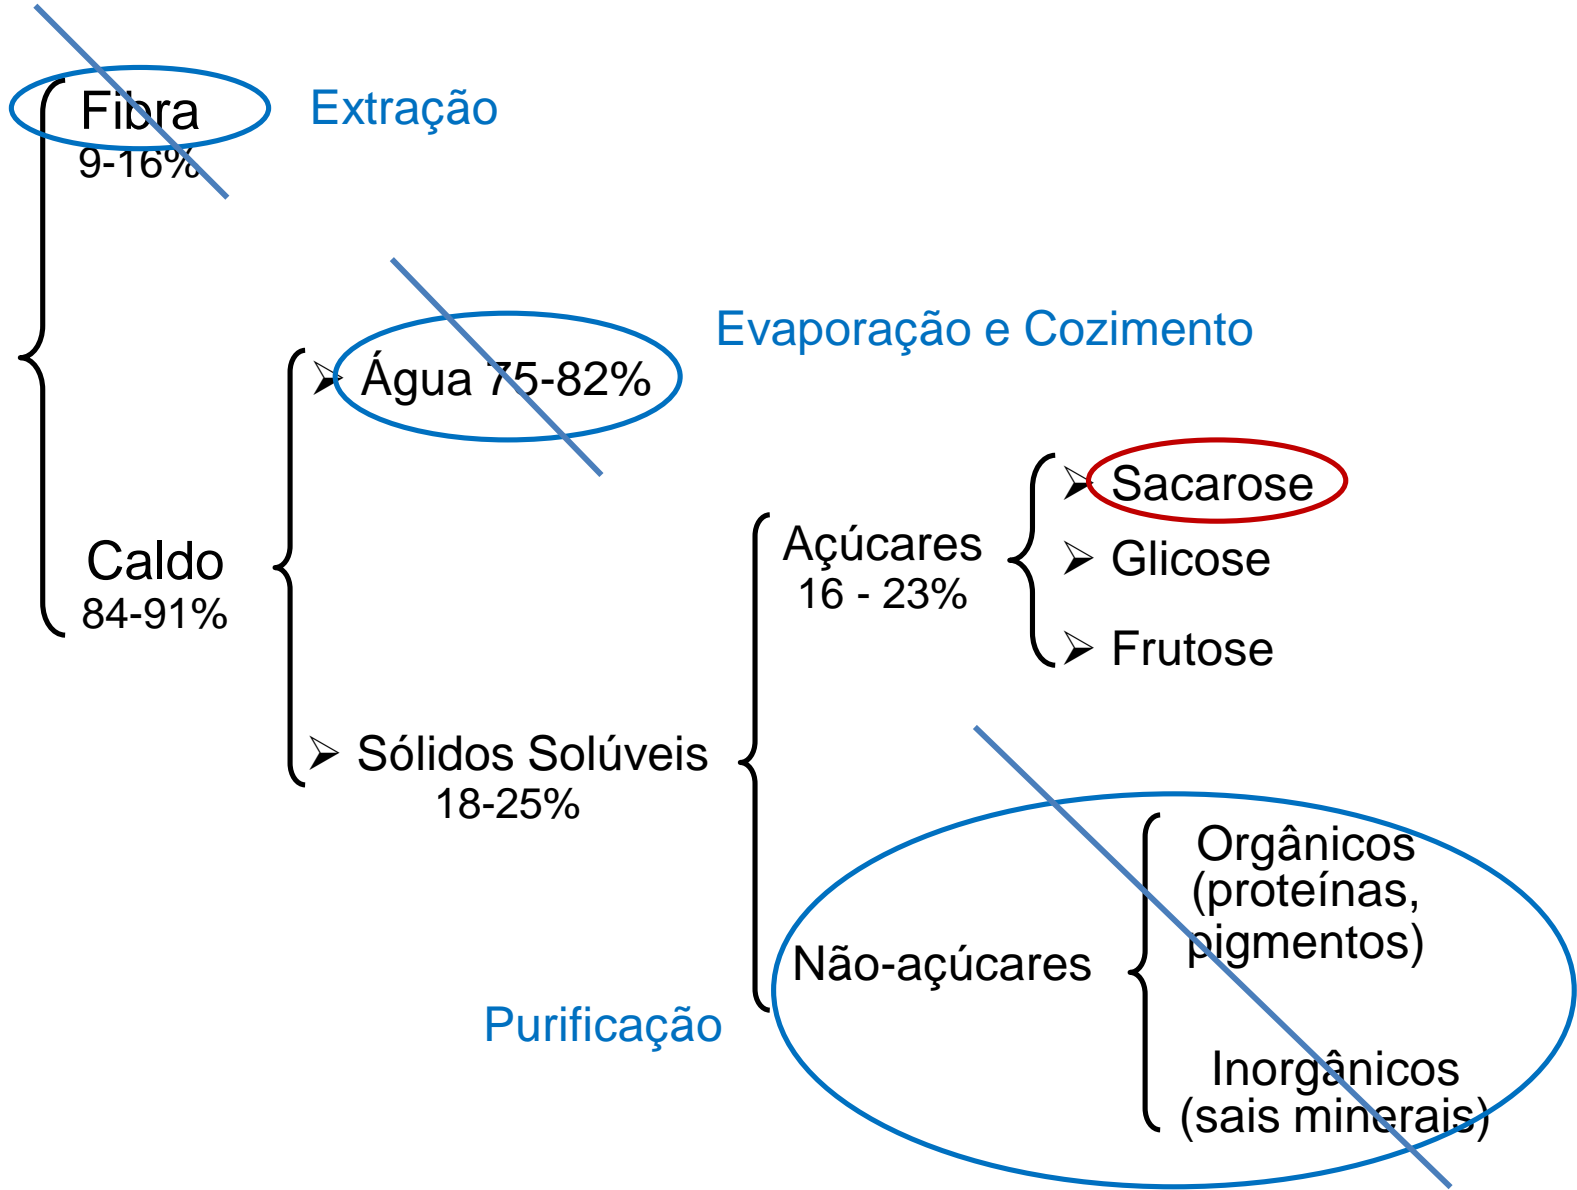 Fibra
9-16%
Extração
Evaporação e Cozimento
Água 75-82%
Caldo
84-91%
Sacarose
Açúcares
16 - 23%
Glicose
Frutose
Sólidos Solúveis
18-25%
Orgânicos
(proteínas,
pigmentos)
Não-açúcares
Purificação
Inorgânicos
(sais minerais)